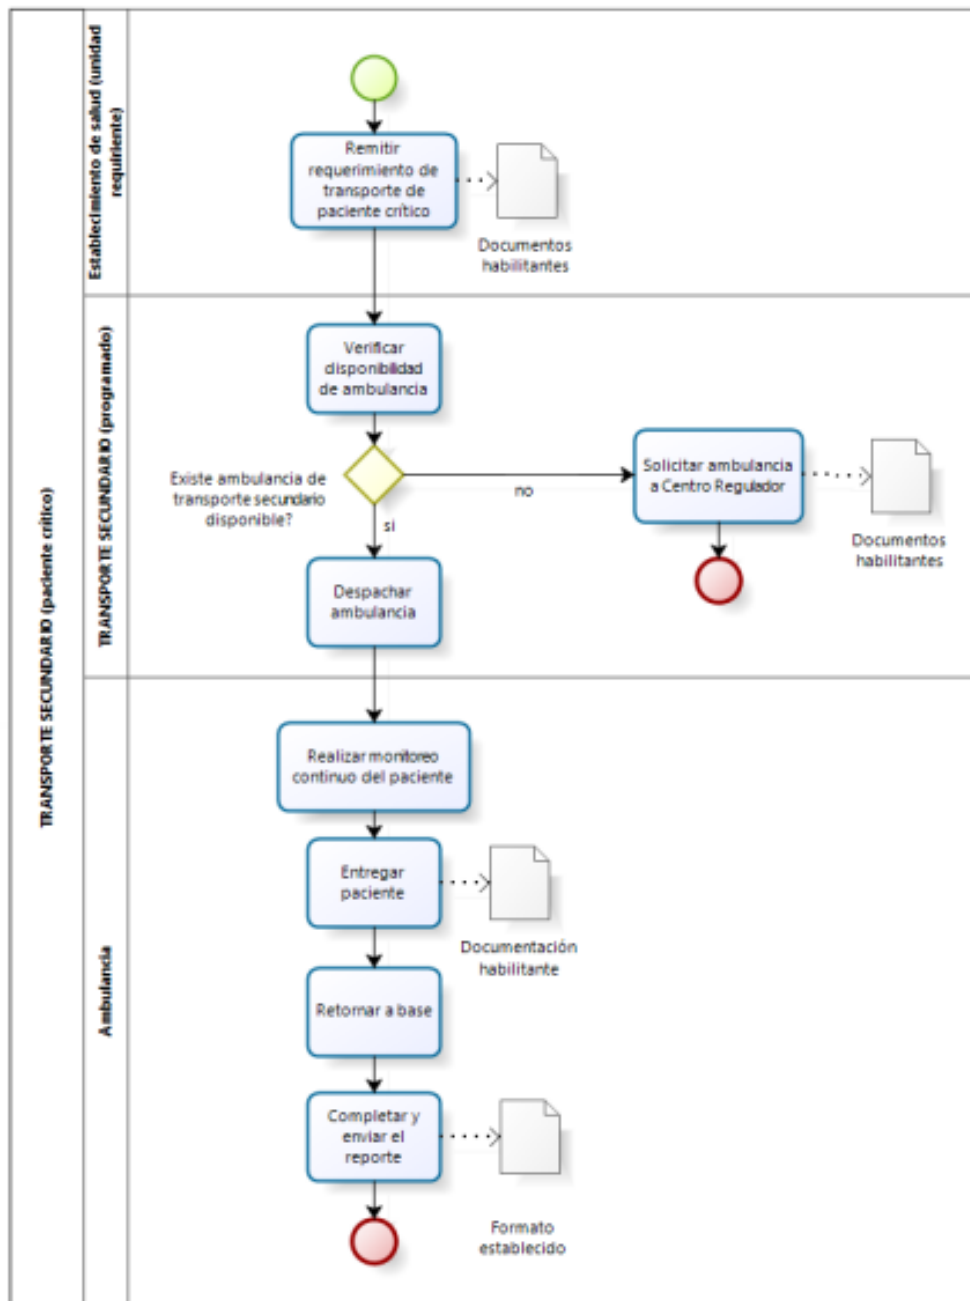 TRANSPORTE SECUNDARIO (paciente crítico)
Establecimiento de salud (unidad
requiriente)
Remitir
requerimiento de
transporte de
paciente crítico
Documentos
habilitantes
TRANSPORTE SECUNDARIO (programado)
Verificar
disponibilidad
de ambulancia
Existe ambulancia de
transporte secundario
disponible?
no
si
Solicitar ambulancia
a Centro Regulador
Documentos
habilitantes
Despachar
ambulancia
Ambulancia
Realizar monitoreo
continuo del paciente
Entregar
paciente
Documentación
habilitante
Retornar a base
Completar y
enviar el
reporte
Formato
establecido